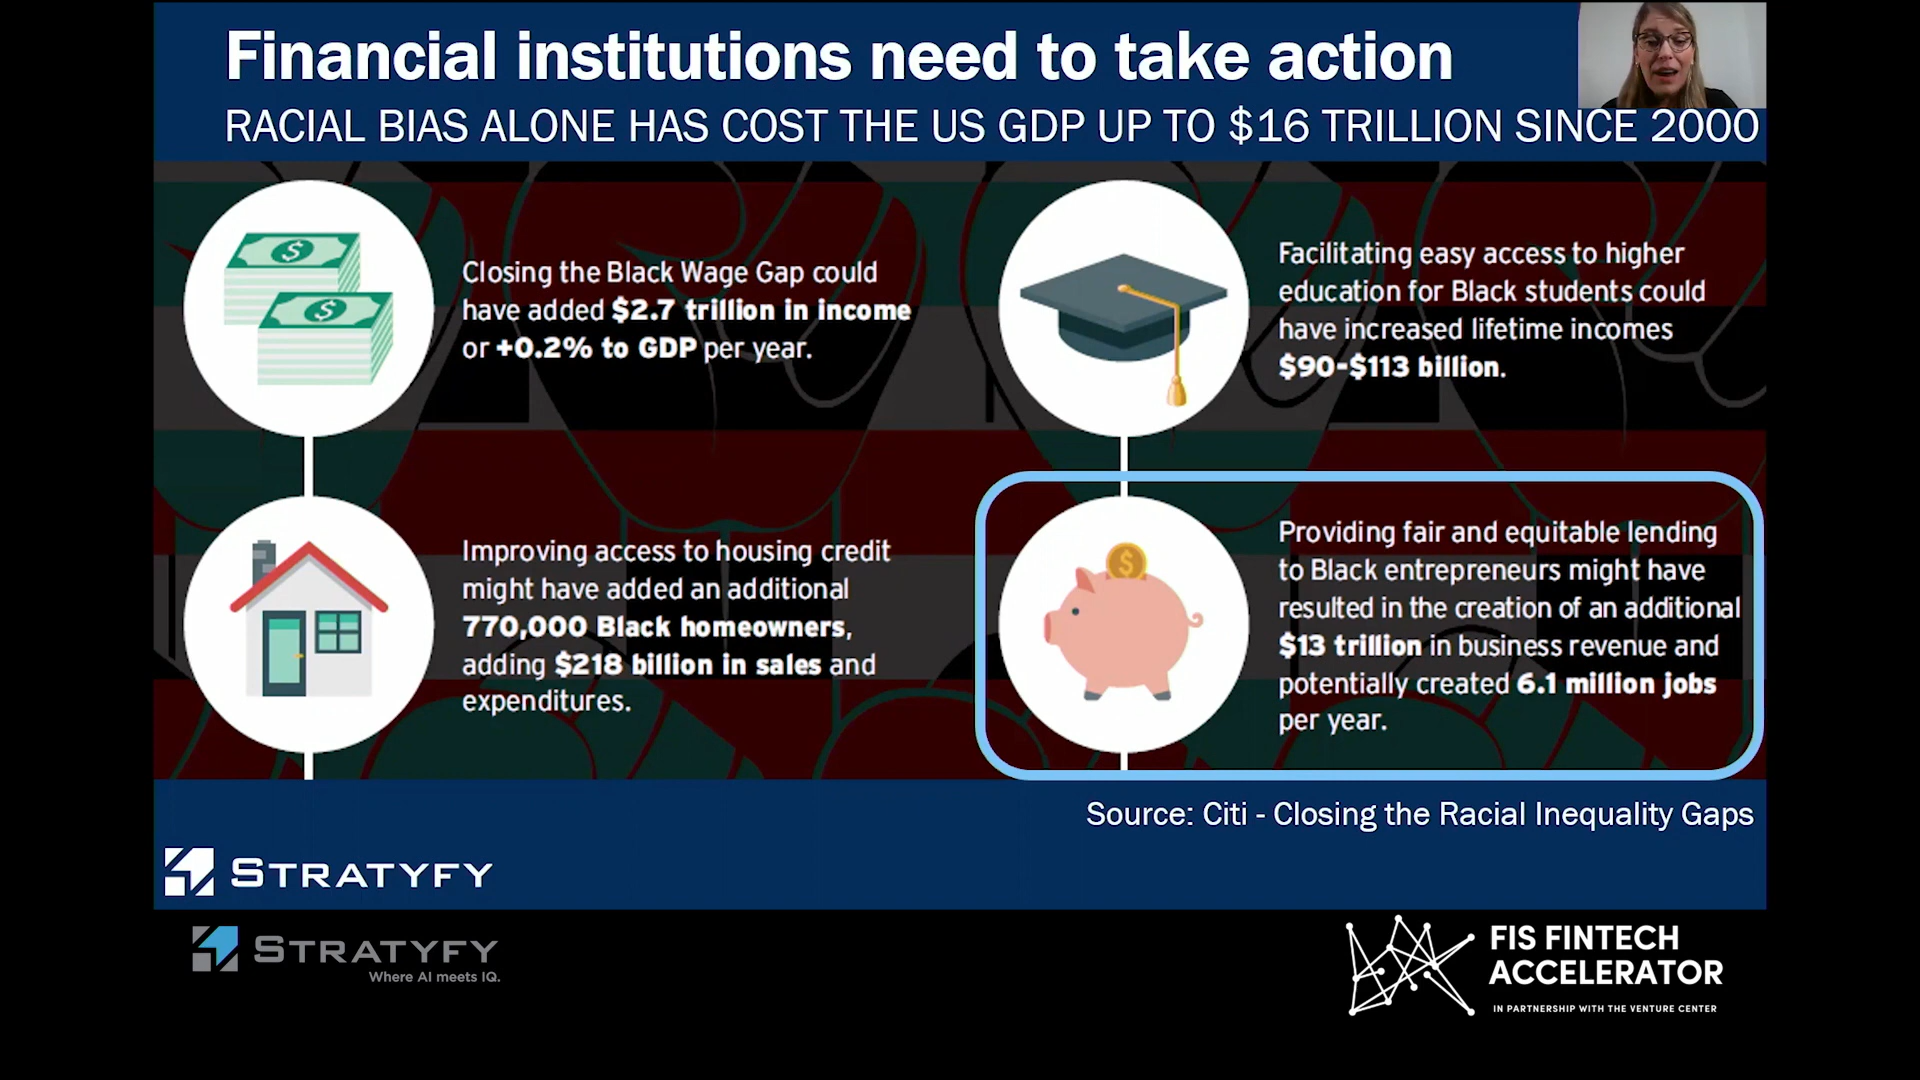 Financial institutions need to take action
RACIAL BIAS ALONE HAS COST THE US GDP UP TO $16 TRILLION SINCE 2000
Closing the Black Wage Gap could
have added $2.7 trillion in income
or +0.2% to GDP per year.
Facilitating easy access to higher
education for Black students could
have increased lifetime incomes
$90-$113 billion.
Improving access to housing credit
might have added an additional
770,000 Black homeowners,
adding $218 billion in sales and
expenditures.
Providing fair and equitable lending
to Black entrepreneurs might have
resulted in the creation of an additional
$13 trillion in business revenue and
potentially created 6.1 million jobs
per year.
Source: Citi - Closing the Racial Inequality Gaps
STRATYFY
STRATYFY
Where AI meets IQ.
FIS FINTECH
ACCELERATOR
IN PARTNERSHIP WITH THE VENTURE CENTER